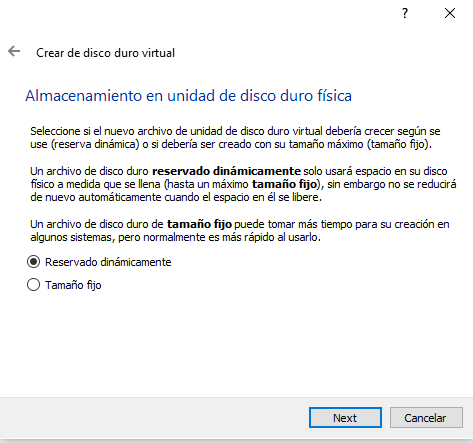 ?
Crear de disco duro virtual
Almacenamiento en unidad de disco duro física
Seleccione si el nuevo archivo de unidad de disco duro virtual debería crecer según se
use (reserva dinámica) o si debería ser creado con su tamaño máximo (tamaño fijo).
Un archivo de disco duro reservado dinámicamente solo usará espacio en su disco
físico a medida que se llena (hasta un máximo tamaño fijo), sin embargo no se reducirá
de nuevo automáticamente cuando el espacio en él se libere.
Un archivo de disco duro de tamaño fijo puede tomar más tiempo para su creación en
algunos sistemas, pero normalmente es más rápido al usarlo.
Reservado dinámicamente
Tamaño fijo
Next Cancelar